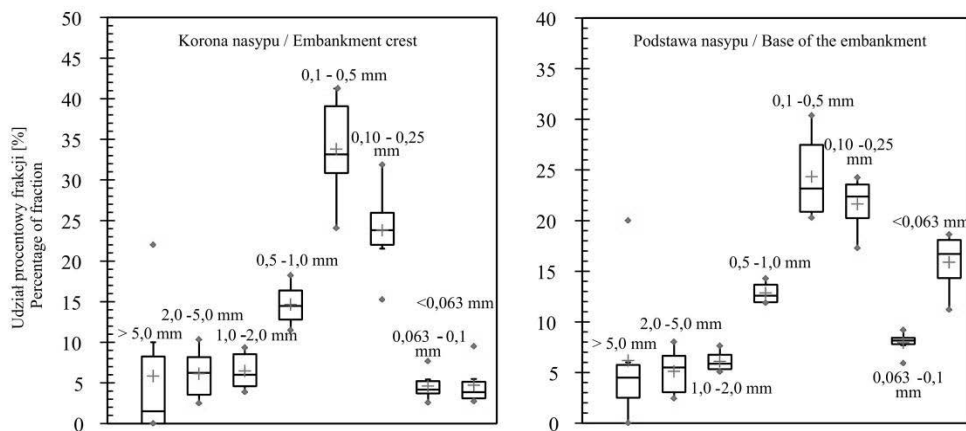 Udział procentowy frakcji [%]
Percentage of fraction
50
45
40
35
30
25
20
15
10
5
0
Korona nasypu / Embankment crest
0,1 - 0,5 mm
0,10 - 0,25
mm
0,5 -1,0 mm
<0,063 mm
2,0 -5,0 mm
> 5,0 mm
1,0 -2,0 mm
0,063 - 0,1
mm
40
35
30
25
20
15
10
5
0
Podstawa nasypu / Base of the embankment
0,1 -0,5 mm
0,10 -0,25
mm
<0,063 mm
0,5 -1,0 mm
2,0 -5,0 mm
> 5,0 mm
1,0 -2,0 mm
0,063 -0,1
mm